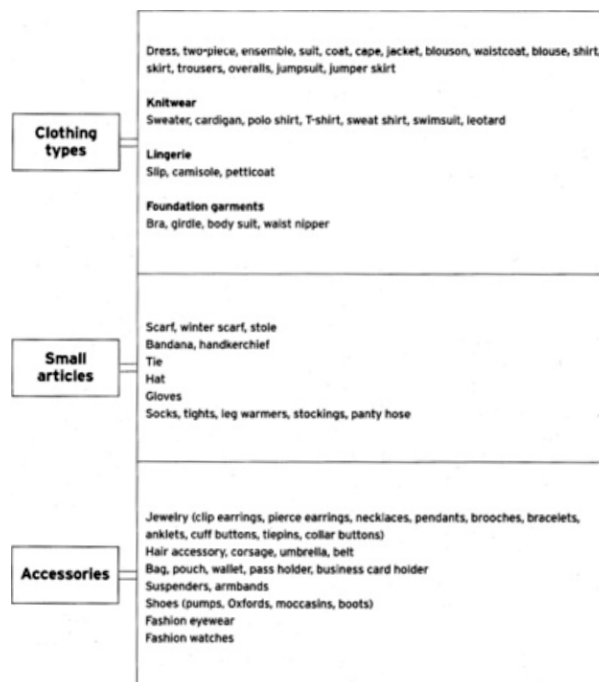 Dress, two-piece, ensemble, suit, coat, cape, jacket, blouson, waistcoat, blouse, shirt,
skirt, trousers, overalls, jumpsuit, jumper skirt
Clothing
types
Knitwear
Sweater, cardigan, polo shirt, T-shirt, sweat shirt, swimsuit, leotard
Lingerie
Slip, camisole, petticoat
Foundation garments
Bra, girdle, body suit, waist nipper
Small
articles
Scarf, winter scarf, stole
Bandana, handkerchief
Tie
Hat
Gloves
Socks, tights, leg warmers, stockings, panty hose
Accessories
Jewelry (clip earrings, pierce earrings, necklaces, pendants, brooches, bracelets,
anklets, cuff buttons, tiepins, collar buttons)
Hair accessory, corsage, umbrella, belt
Bag, pouch, wallet, pass holder, business card holder
Suspenders, armbands
Shoes (pumps, Oxfords, moccasins, boots)
Fashion eyewear
Fashion watches